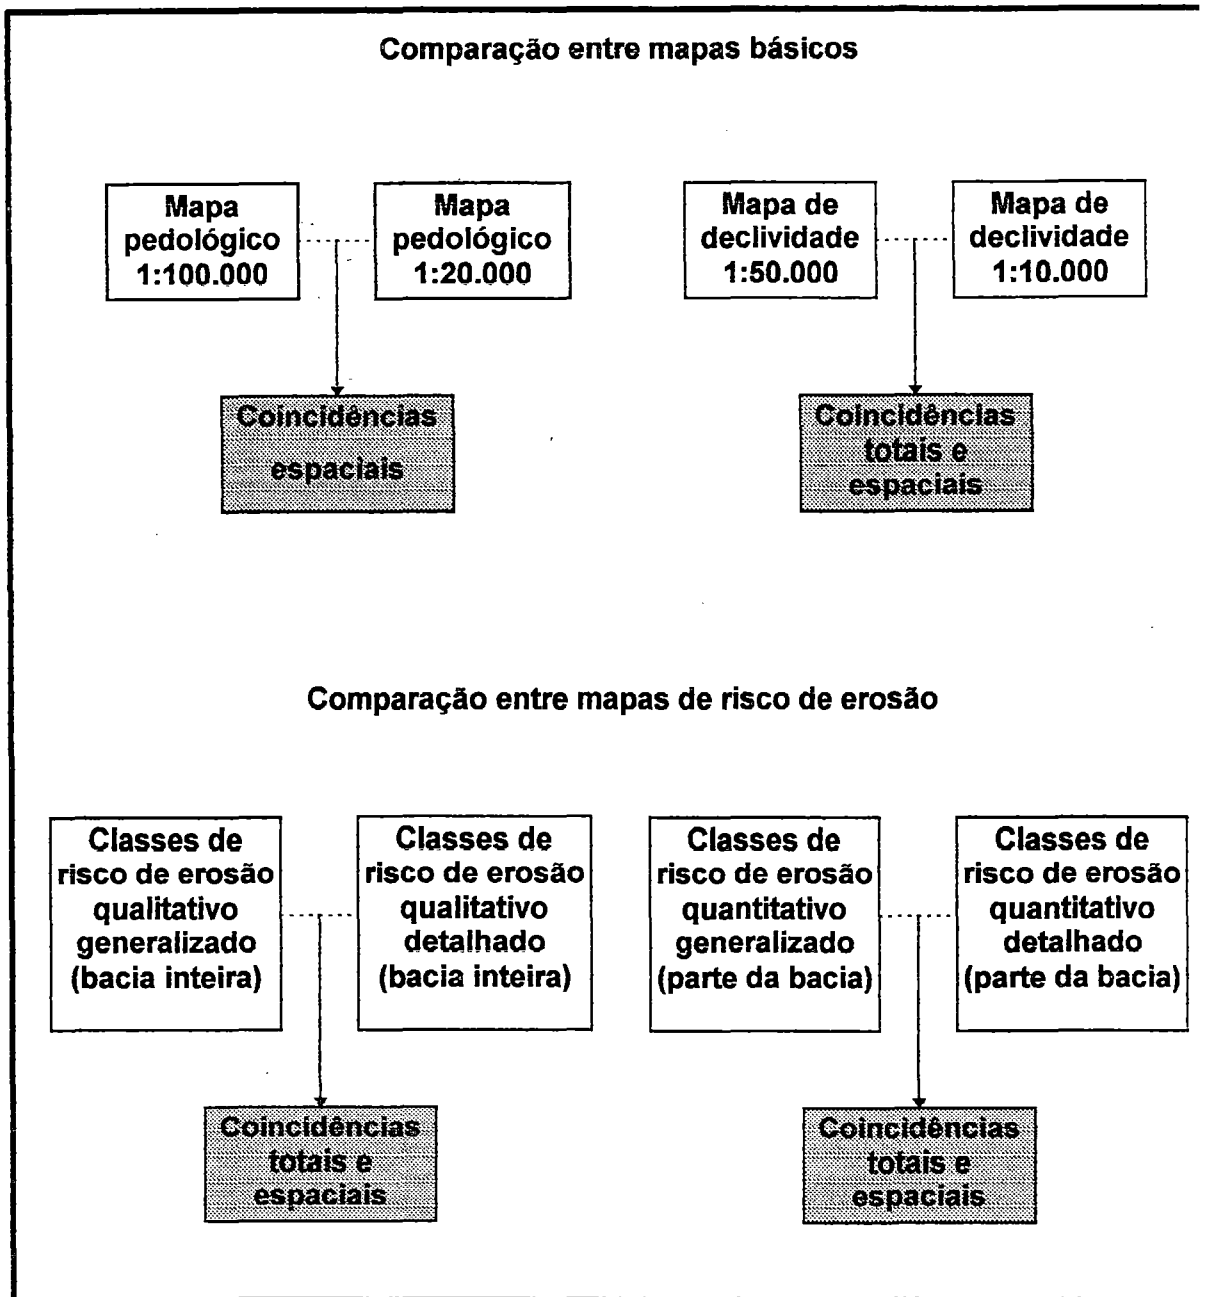 Comparação entre mapas básicos
Mapa
pedológico
1:100.000
Mapa
pedológico
1:20.000
Mapa de
declividade
1:50.000
Mapa de
declividade
1:10.000
Coincidências
espaciais
Coincidências
totais e
espaciais
Comparação entre mapas de risco de erosão
Classes de
risco de erosão
qualitativo
generalizado
(bacia inteira)
Classes de
risco de erosão
qualitativo
detalhado
(bacia inteira)
Classes de
risco de erosão
quantitativo
generalizado
(parte da bacia)
Classes de
risco de erosão
quantitativo
detalhado
(parte da bacia)
Coincidências
totais e
espaciais
Coincidências
totais e
espaciais